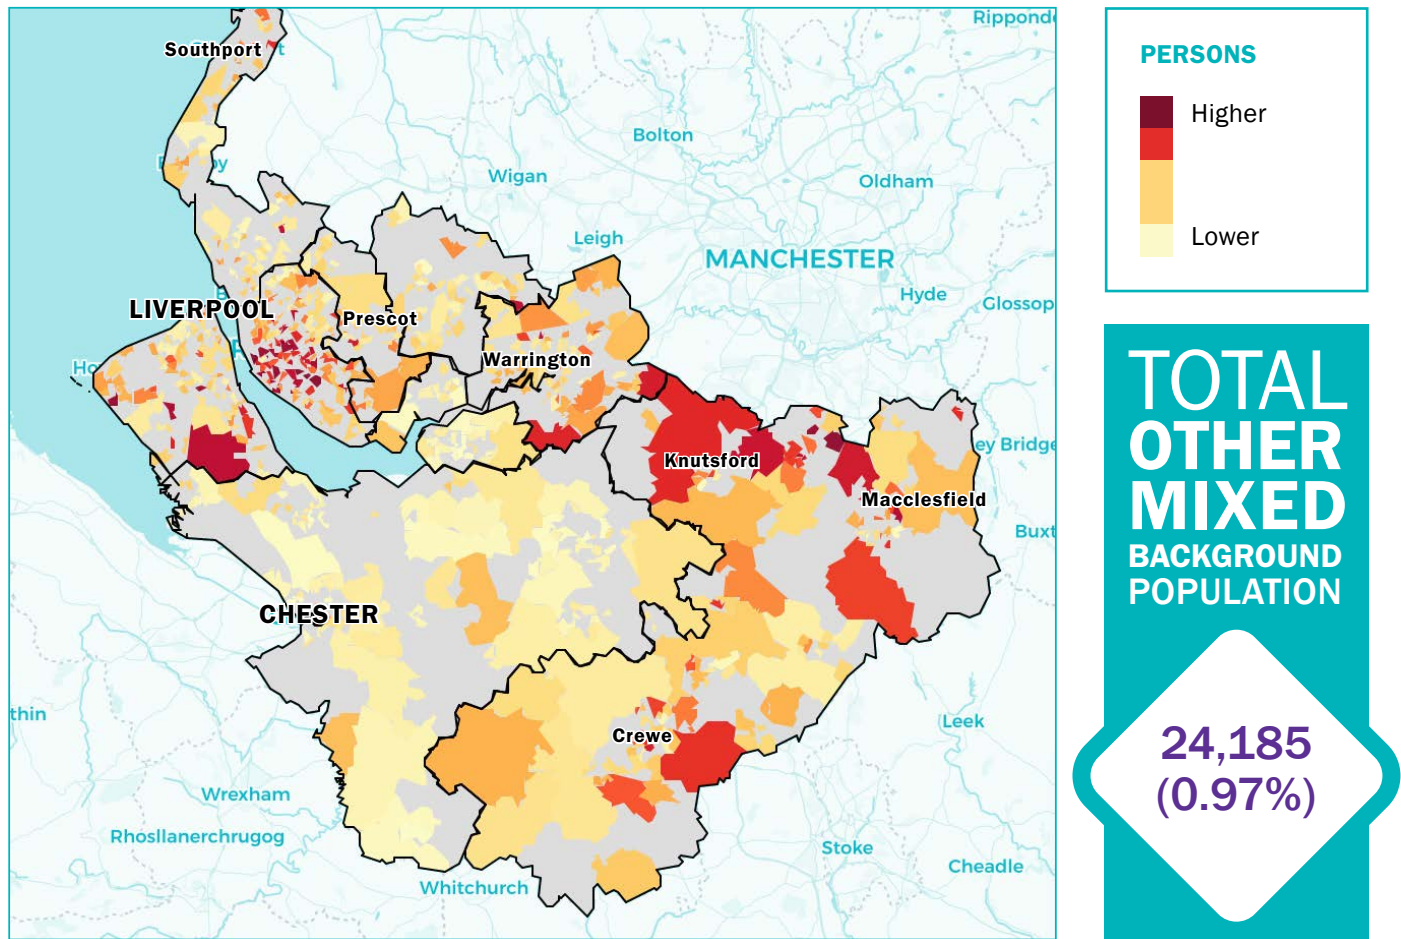 Southport
Bolton
Wigan
Oldham
Leigh
MANCHESTER
Hyde
Glossop
LIVERPOOL
Prescot
Warrington
Knutsford
Macclesfield
CHESTER
Crewe
Leek
Wrexham
Rhosllanerchrugog
Stoke
Cheadle
Whitchurch
PERSONS
Higher
Lower
TOTAL
OTHER
MIXED
BACKGROUND
POPULATION
24,185
(0.97%)